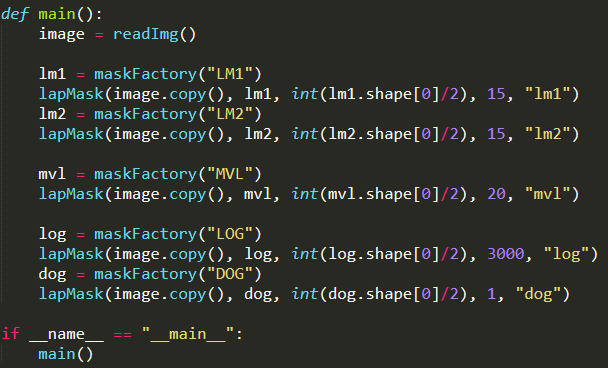 def main():
    image = readImg()

    lm1 = maskFactory("LM1")
    lapMask(image.copy(), lm1, int(lm1.shape[0]/2), 15, "lm1")
    lm2 = maskFactory("LM2")
    lapMask(image.copy(), lm2, int(lm2.shape[0]/2), 15, "lm2")

    mvl = maskFactory("MVL")
    lapMask(image.copy(), mvl, int(mvl.shape[0]/2), 20, "mvl")

    log = maskFactory("LOG")
    lapMask(image.copy(), log, int(log.shape[0]/2), 3000, "log")
    dog = maskFactory("DOG")
    lapMask(image.copy(), dog, int(dog.shape[0]/2), 1, "dog")

if __name__ == "__main__":
    main()